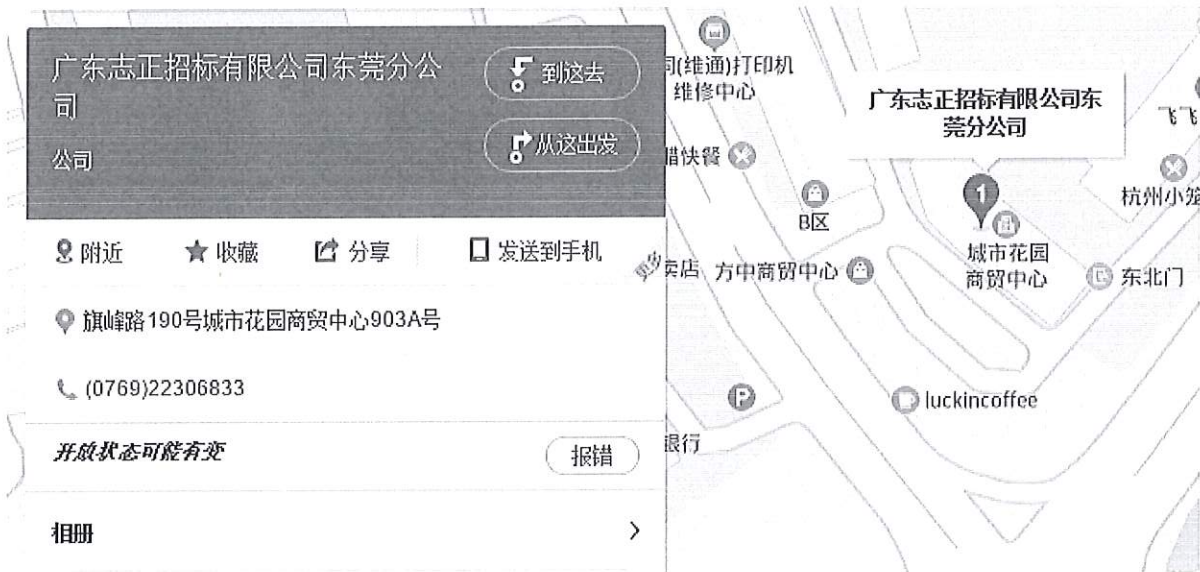 广东志正招标有限公司东莞分公
司
公司
到这去
从这出发
附近
收藏
分享
发送到手机
旗峰路190号城市花园商贸中心903A号
(0769)22306833
开放状态可能有变
报错
相册
司(维通)打印机
维修中心
广东志正招标有限公司东
莞分公司
腊快餐
B区
1
杭州小笼
城市花园
商贸中心
卖店
方中商贸中心
东北门
P
luckincoffee
银行